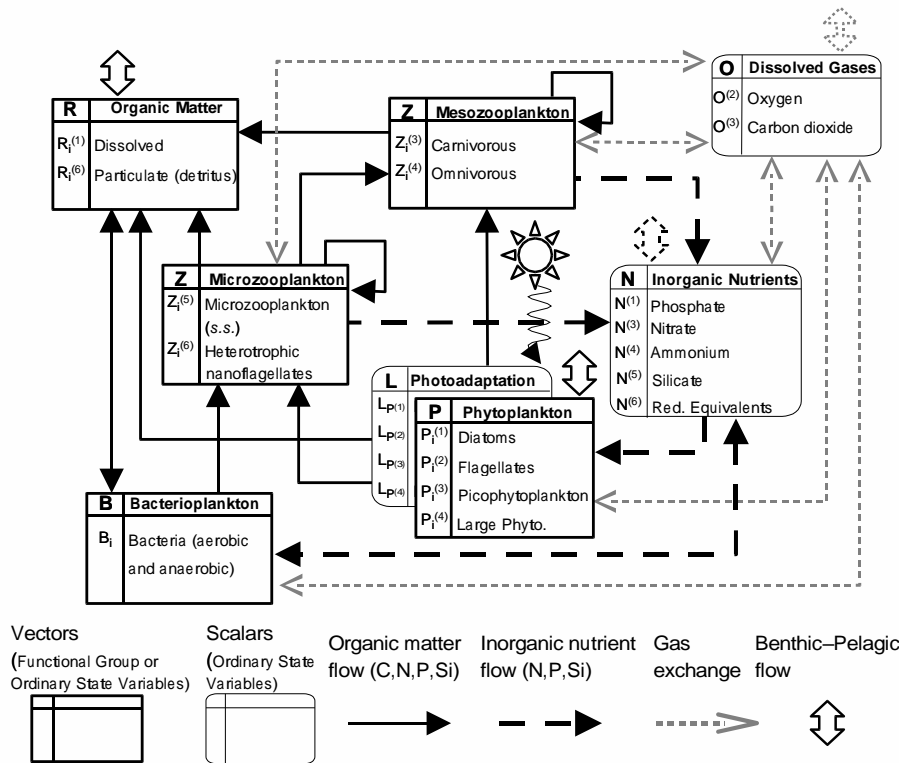 O Dissolved Gases
O(2) Oxygen
O(3) Carbon dioxide
R Organic Matter
Ri(1) Dissolved
Ri(6) Particulate (detritus)
Z Mesozooplankton
Zi(3) Carnivorous
Zi(4) Omnivorous
Z Microzooplankton
Zi(5) Microzooplankton
(s.s.)
Zi(6) Heterotrophic
nanoflagellates
N Inorganic Nutrients
N(1) Phosphate
N(3) Nitrate
N(4) Ammonium
N(5) Silicate
N(6) Red. Equivalents
L Photoadaptation
LP(1)
LP(2)
LP(3)
LP(4)
P Phytoplankton
Pi(1) Diatoms
Pi(2) Flagellates
Pi(3) Picophytoplankton
Pi(4) Large Phyto.
B Bacterioplankton
Bi Bacteria (aerobic
and anaerobic)
Vectors
(Functional Group or
Ordinary State Variables)
Scalars
(Ordinary State
Variables)
Organic matter
flow (C,N,P,Si)
Inorganic nutrient
flow (N,P,Si)
Gas
exchange
Benthic–Pelagic
flow